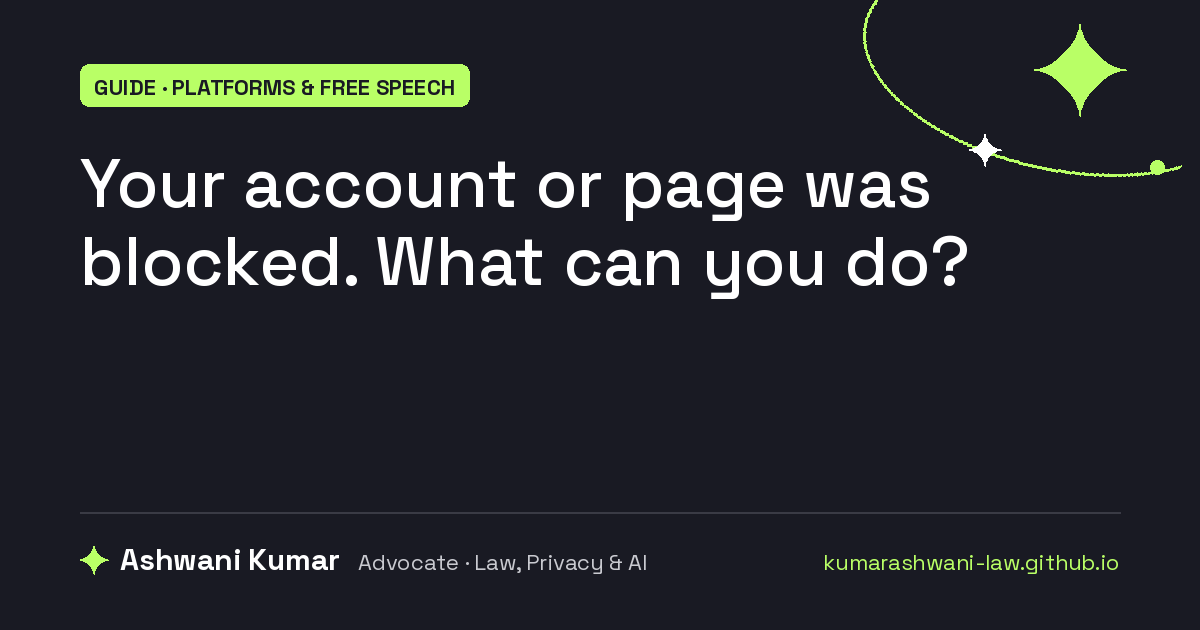 GUIDE · PLATFORMS & FREE SPEECH
Your account or page was
blocked. What can you do?
Ashwani Kumar Advocate · Law, Privacy & AI kumarashwani-law.github.io